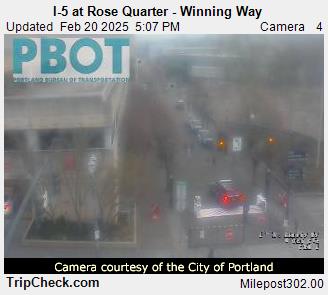 I-5 at Rose Quarter - Winning Way
Updated Feb 20 2025 5:07 PM Camera 4
PBOT
PORTLAND BUREAU OF TRANSPORTATION
Camera courtesy of the City of Portland
TripCheck.com Milepost302.00